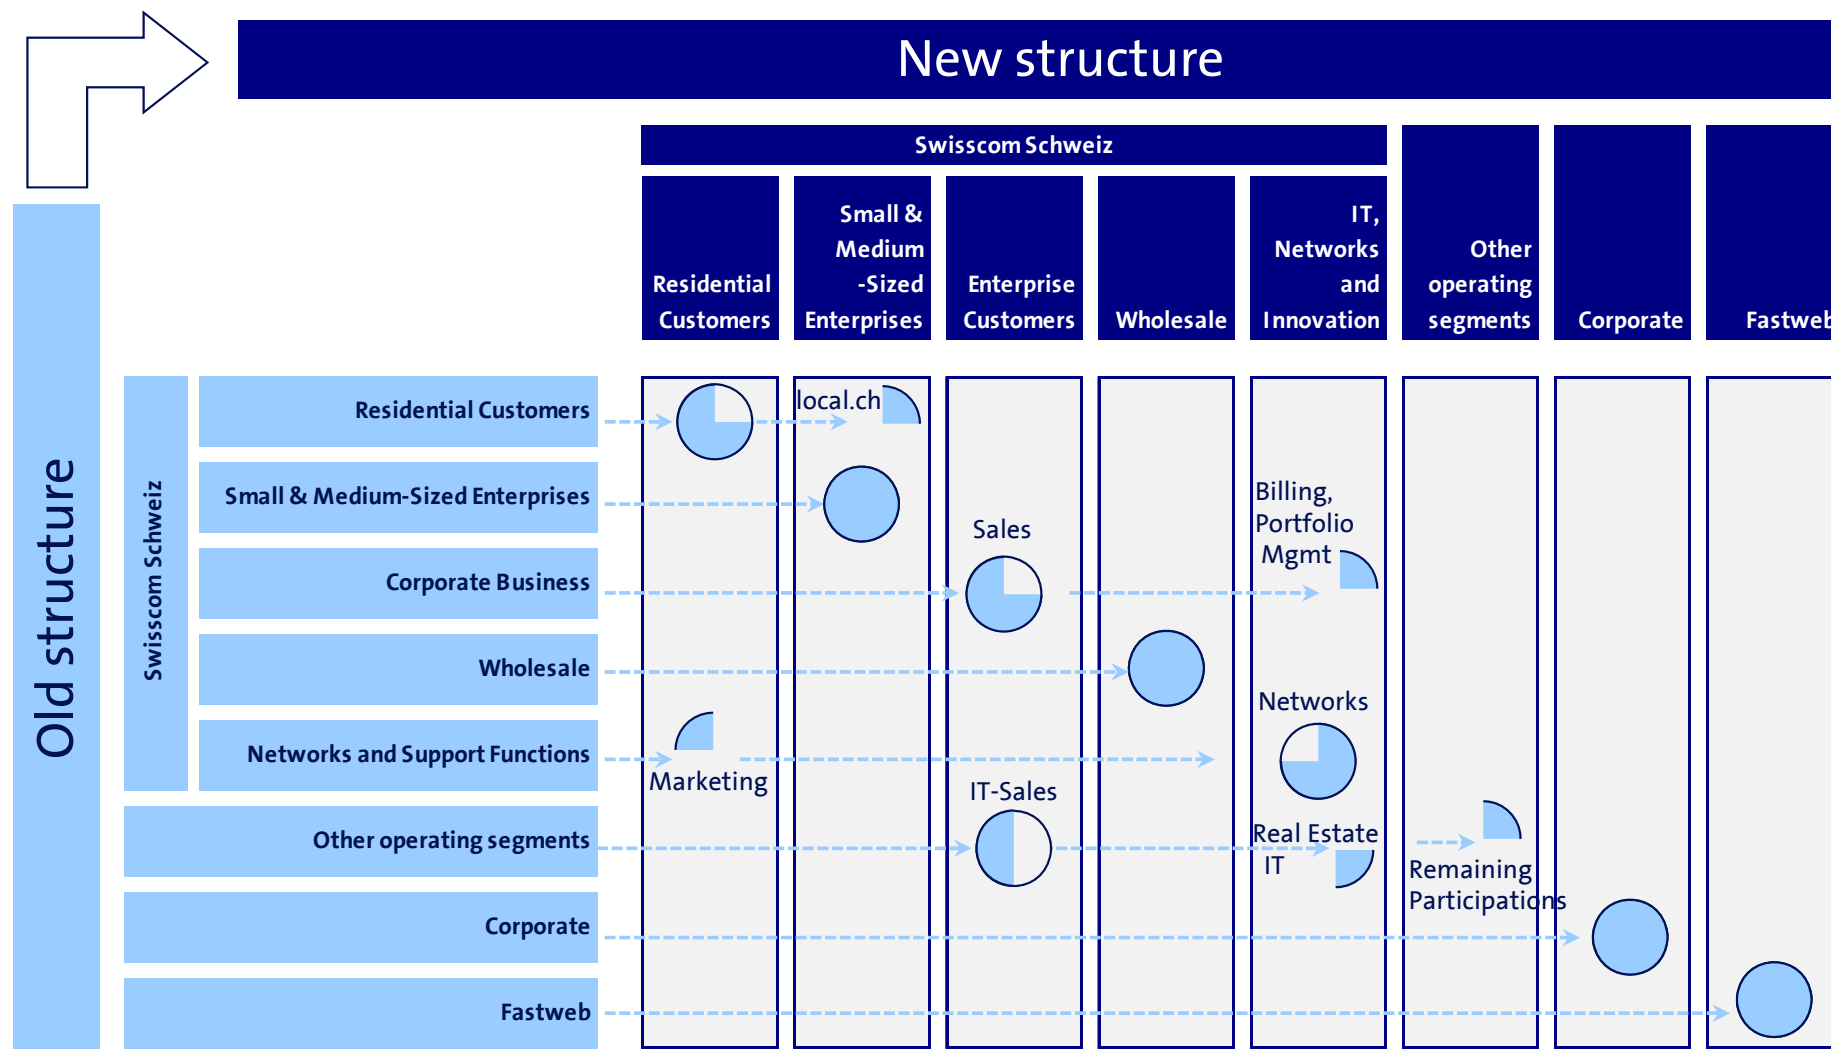 New structure
Swisscom Schweiz
Residential
Customers
Small &
Medium
-Sized
Enterprises
Enterprise
Customers
Wholesale
IT,
Networks
and
Innovation
Other
operating
segments
Corporate
Fastweb
Old structure
Swisscom Schweiz
Residential Customers
local.ch
Small & Medium-Sized Enterprises
Billing,
Portfolio
Mgmt
Sales
Corporate Business
Wholesale
Networks
Networks and Support Functions
Marketing
IT-Sales
Other operating segments
Real Estate
IT
Remaining
Participations
Corporate
Fastweb